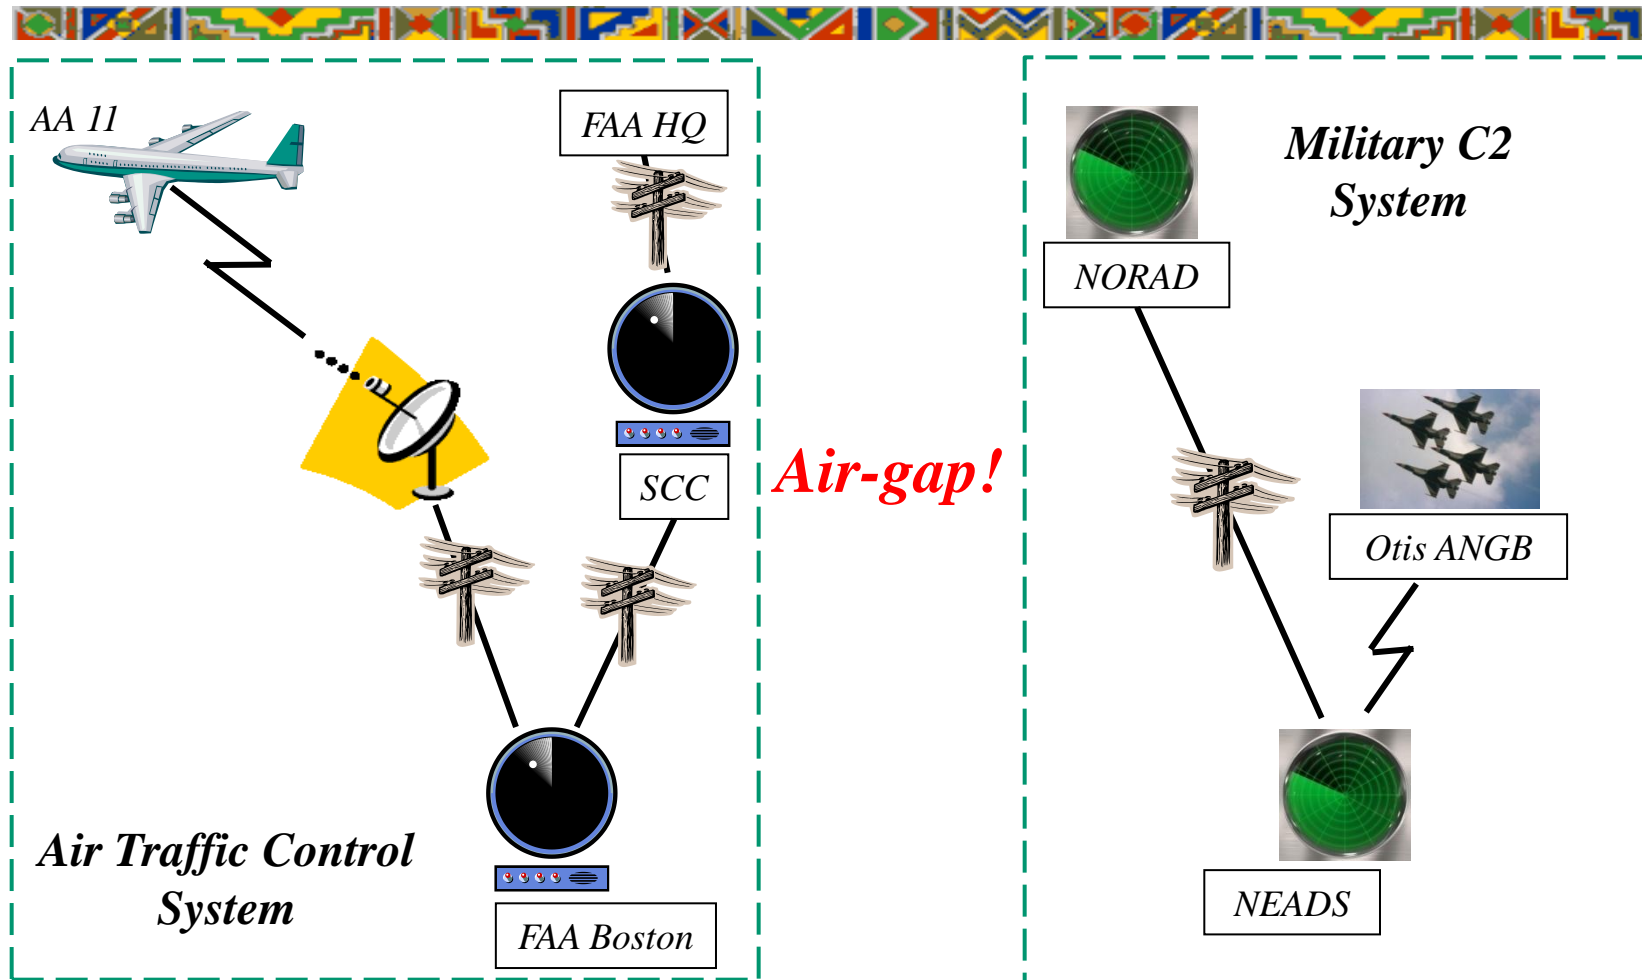 AA 11
FAA HQ
SCC
FAA Boston
Air Traffic Control
System
Air-gap!
Military C2
System
NORAD
Otis ANGB
NEADS